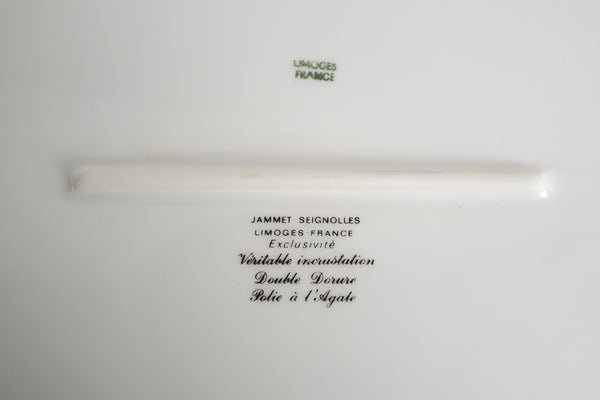 LIMOGES
FRANCE
JAMMET-SEIGNOLLES
LIMOGES-FRANCE
Exclusivité
Véritable incrustation
Double Dorure
Polie à l'Agate